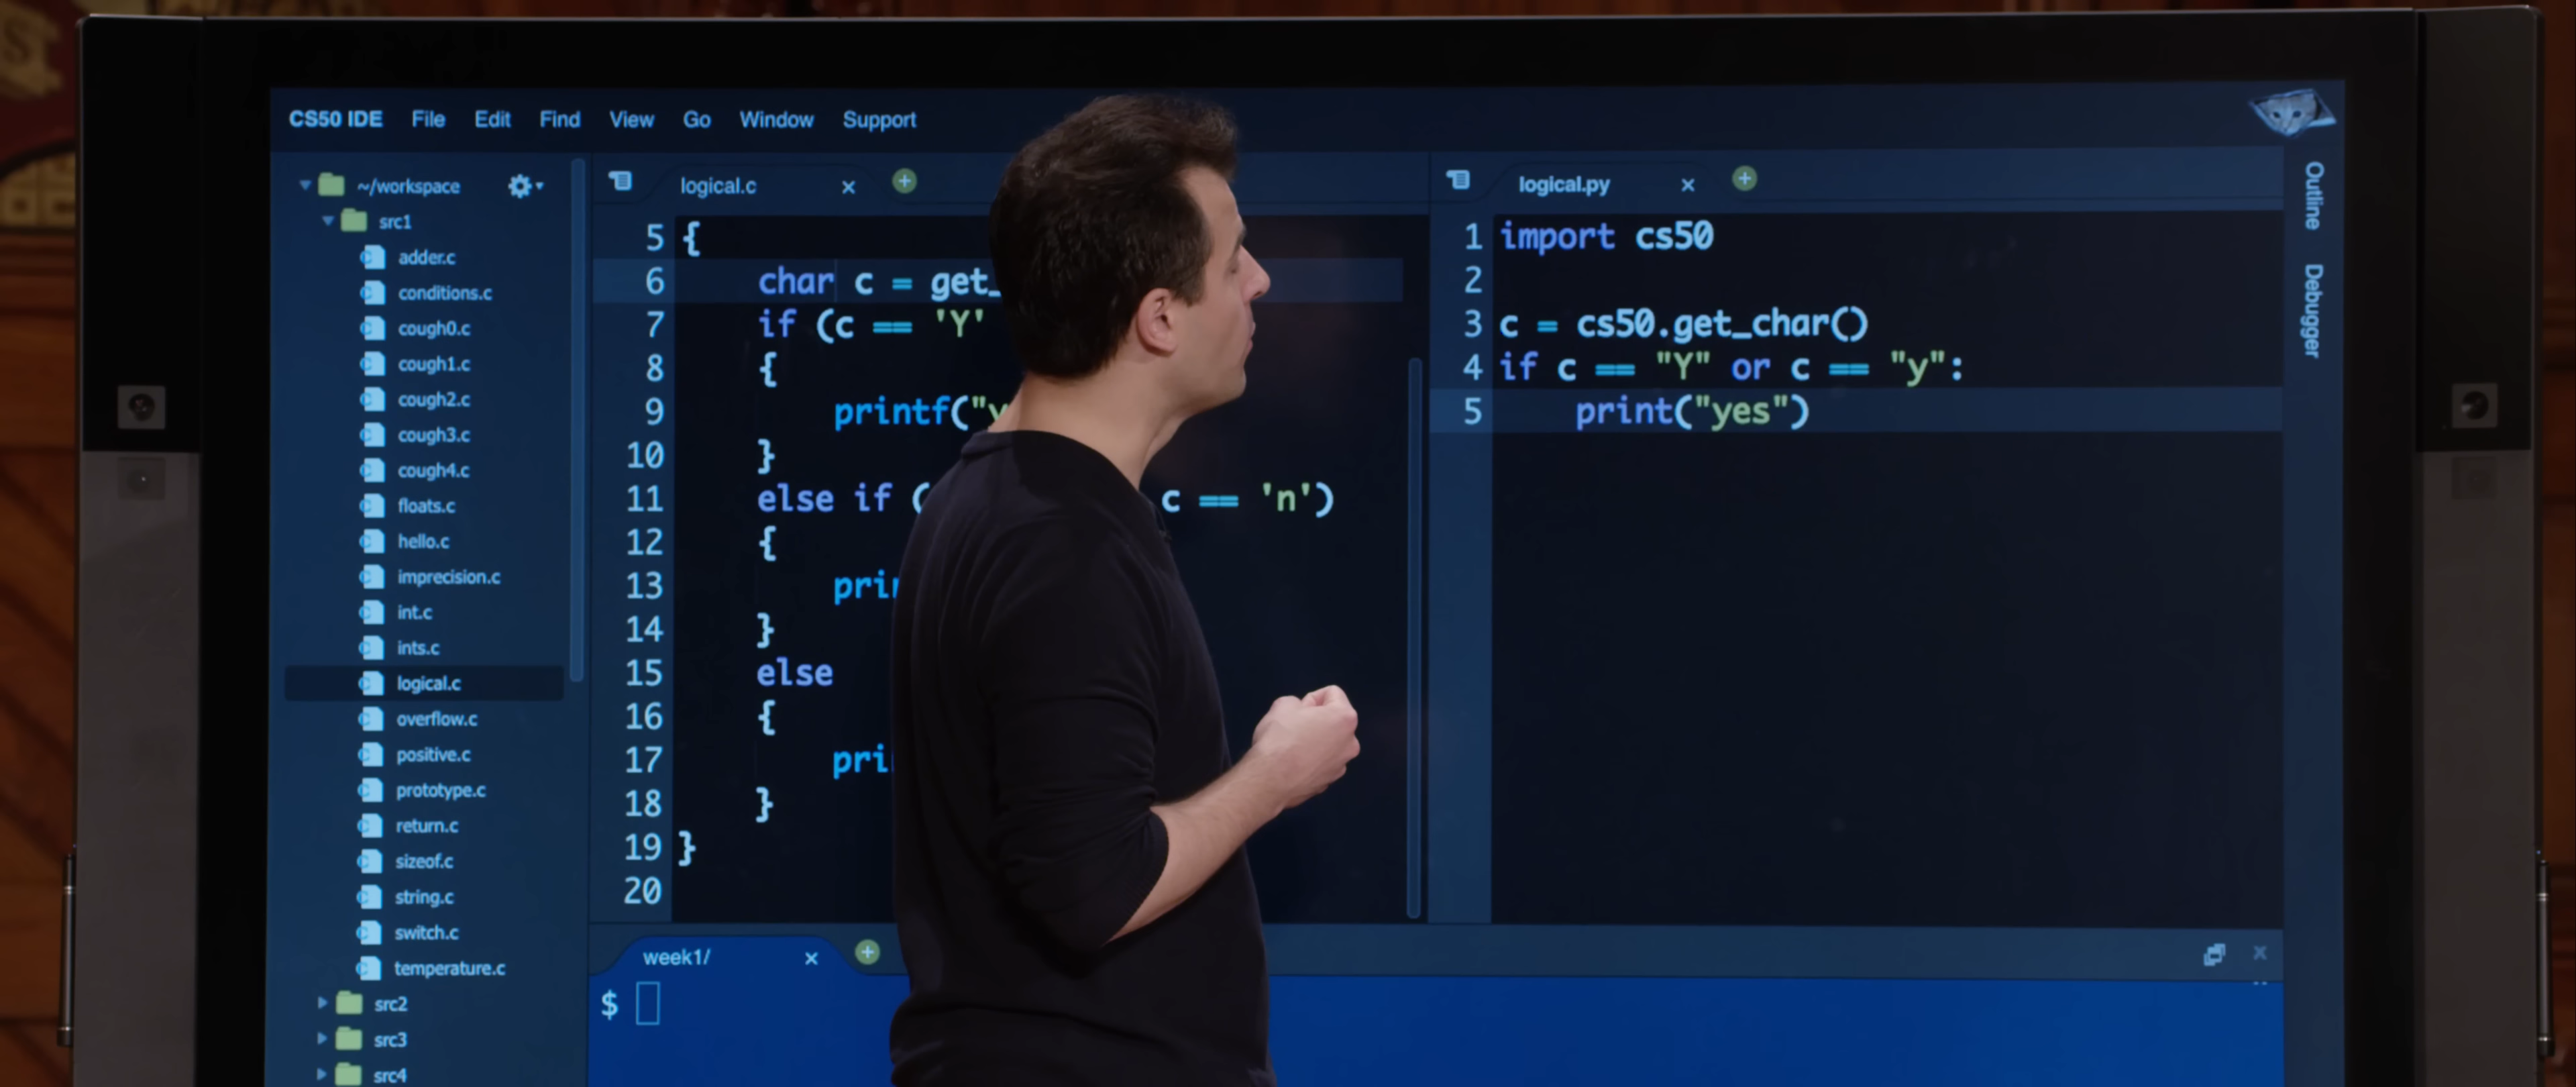 CS50 IDE File Edit Find View Go Window Support
~/workspace
src1
adder.c
conditions.c
cough0.c
cough1.c
cough2.c
cough3.c
cough4.c
floats.c
hello.c
imprecision.c
int.c
ints.c
logical.c
overflow.c
positive.c
prototype.c
return.c
sizeof.c
string.c
switch.c
temperature.c
src2
src3
src4
logical.c
5 {
6 char c = get_
7 if (c == 'Y'
8 {
9 printf("y
10 }
11 else if ( c == 'n')
12 {
13 prin
14 }
15 else
16 {
17 pri
18 }
19 }
20
logical.py
1 import cs50
2
3 c = cs50.get_char()
4 if c == "Y" or c == "y":
5 print("yes")
Outline
Debugger
week1/
$